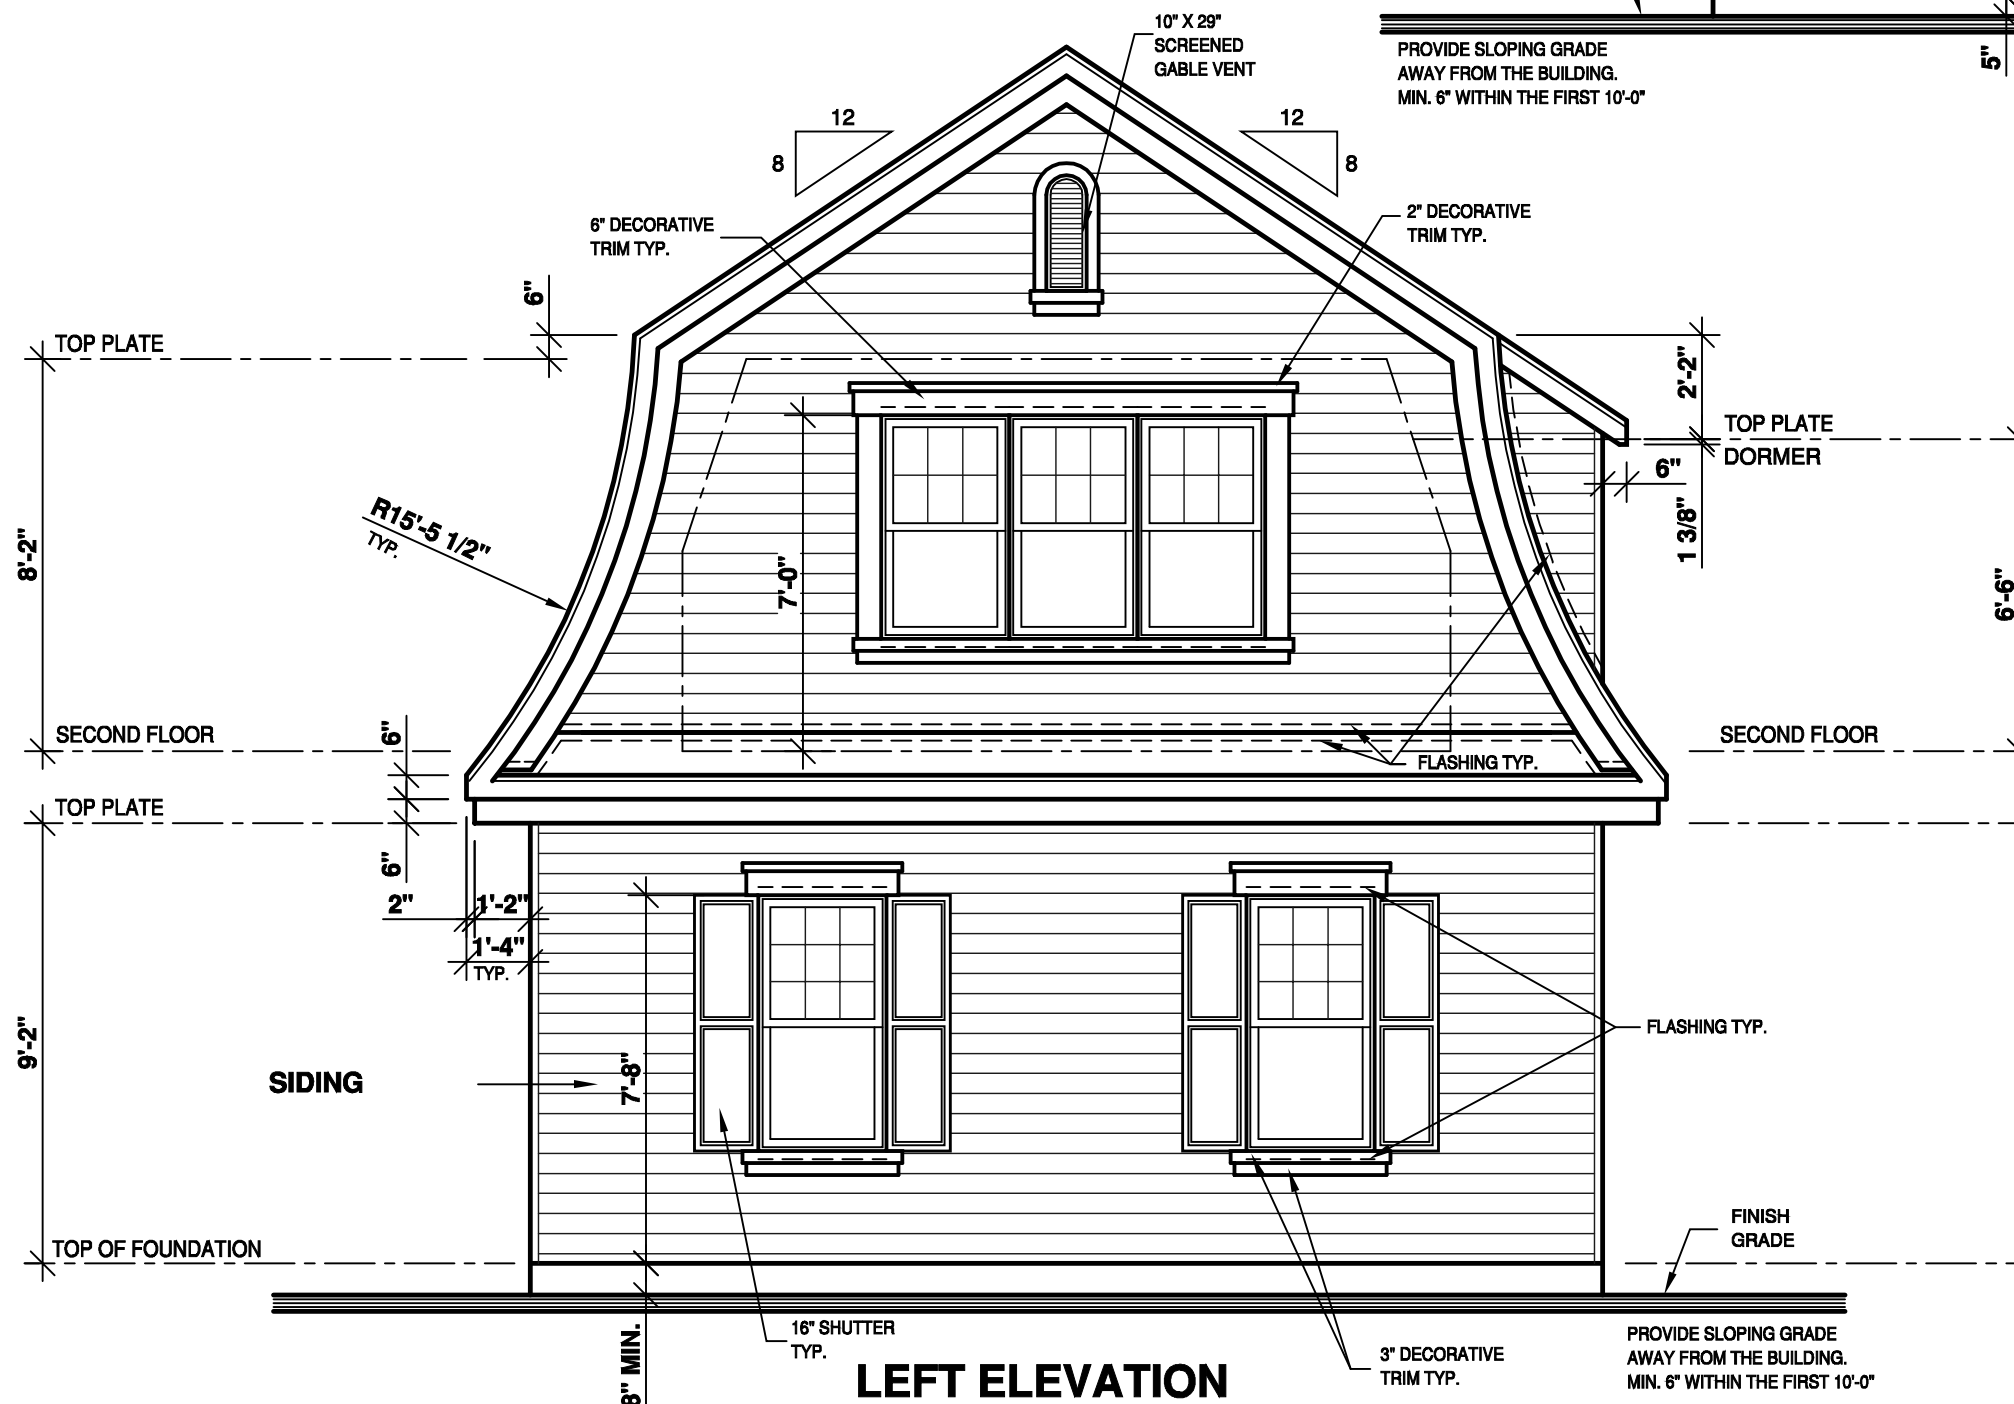 10" X 29"
SCREENED
GABLE VENT
PROVIDE SLOPING GRADE
AWAY FROM THE BUILDING.
MIN. 6" WITHIN THE FIRST 10'-0"
5"
12
8
12
8
6" DECORATIVE
TRIM TYP.
2" DECORATIVE
TRIM TYP.
6"
TOP PLATE
2'-2"
TOP PLATE
DORMER
6"
1 3/8"
R15'-5 1/2"
TYP.
8'-2"
7'-0"
6'-6"
SECOND FLOOR
6"
SECOND FLOOR
FLASHING TYP.
TOP PLATE
6"
2"
1'-2"
1'-4"
TYP.
9'-2"
SIDING
7'-8"
FLASHING TYP.
TOP OF FOUNDATION
FINISH
GRADE
16" SHUTTER
TYP.
8" MIN.
LEFT ELEVATION
3" DECORATIVE
TRIM TYP.
PROVIDE SLOPING GRADE
AWAY FROM THE BUILDING.
MIN. 6" WITHIN THE FIRST 10'-0"